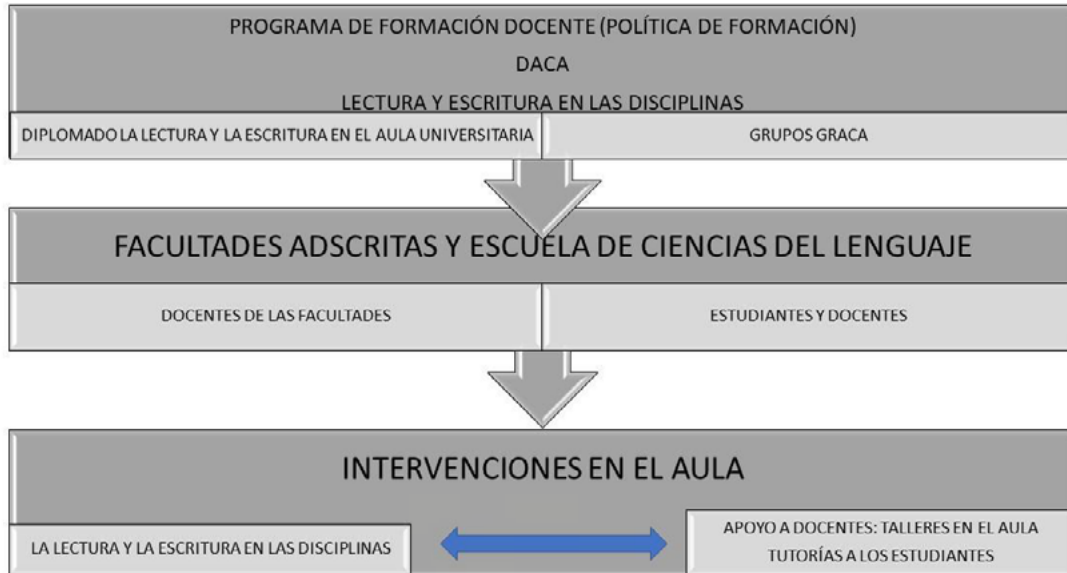 PROGRAMA DE FORMACIÓN DOCENTE (POLÍTICA DE FORMACIÓN)
DACA
LECTURA Y ESCRITURA EN LAS DISCIPLINAS
DIPLOMADO LA LECTURA Y LA ESCRITURA EN EL AULA UNIVERSITARIA
GRUPOS GRACA
FACULTADES ADSCRITAS Y ESCUELA DE CIENCIAS DEL LENGUAJE
DOCENTES DE LAS FACULTADES
ESTUDIANTES Y DOCENTES
INTERVENCIONES EN EL AULA
LA LECTURA Y LA ESCRITURA EN LAS DISCIPLINAS
APOYO A DOCENTES: TALLERES EN EL AULA
TUTORÍAS A LOS ESTUDIANTES